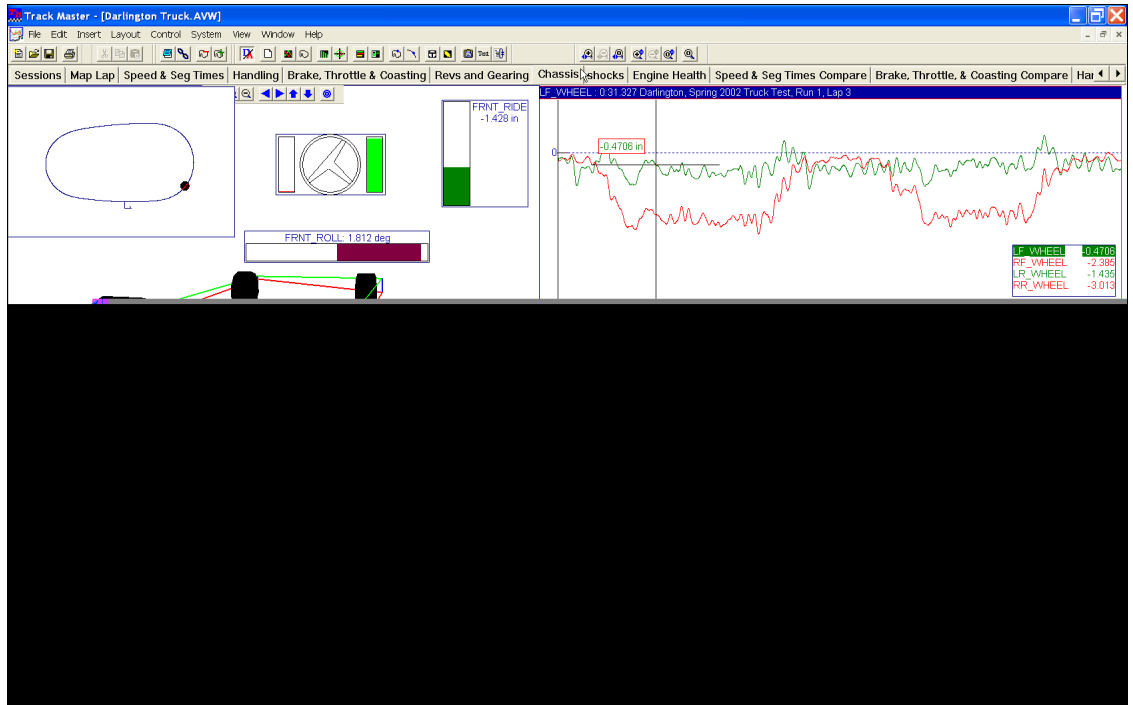 Track Master - [Darlington Truck.AVW]
File Edit Insert Layout Control System View Window Help
Sessions Map Lap Speed & Seg Times Handling Brake, Throttle & Coasting Revs and Gearing Chassis shocks Engine Health Speed & Seg Times Compare Brake, Throttle, & Coasting Compare Har
LF_WHEEL : 0:31.327 Darlington, Spring 2002 Truck Test, Run 1, Lap 3
FRNT_RIDE
-1.428 in
-0.4706 in
0
FRNT_ROLL: 1.812 deg
LF_WHEEL -0.4706
RF_WHEEL -2.385
LR_WHEEL -1.435
RR_WHEEL -3.013